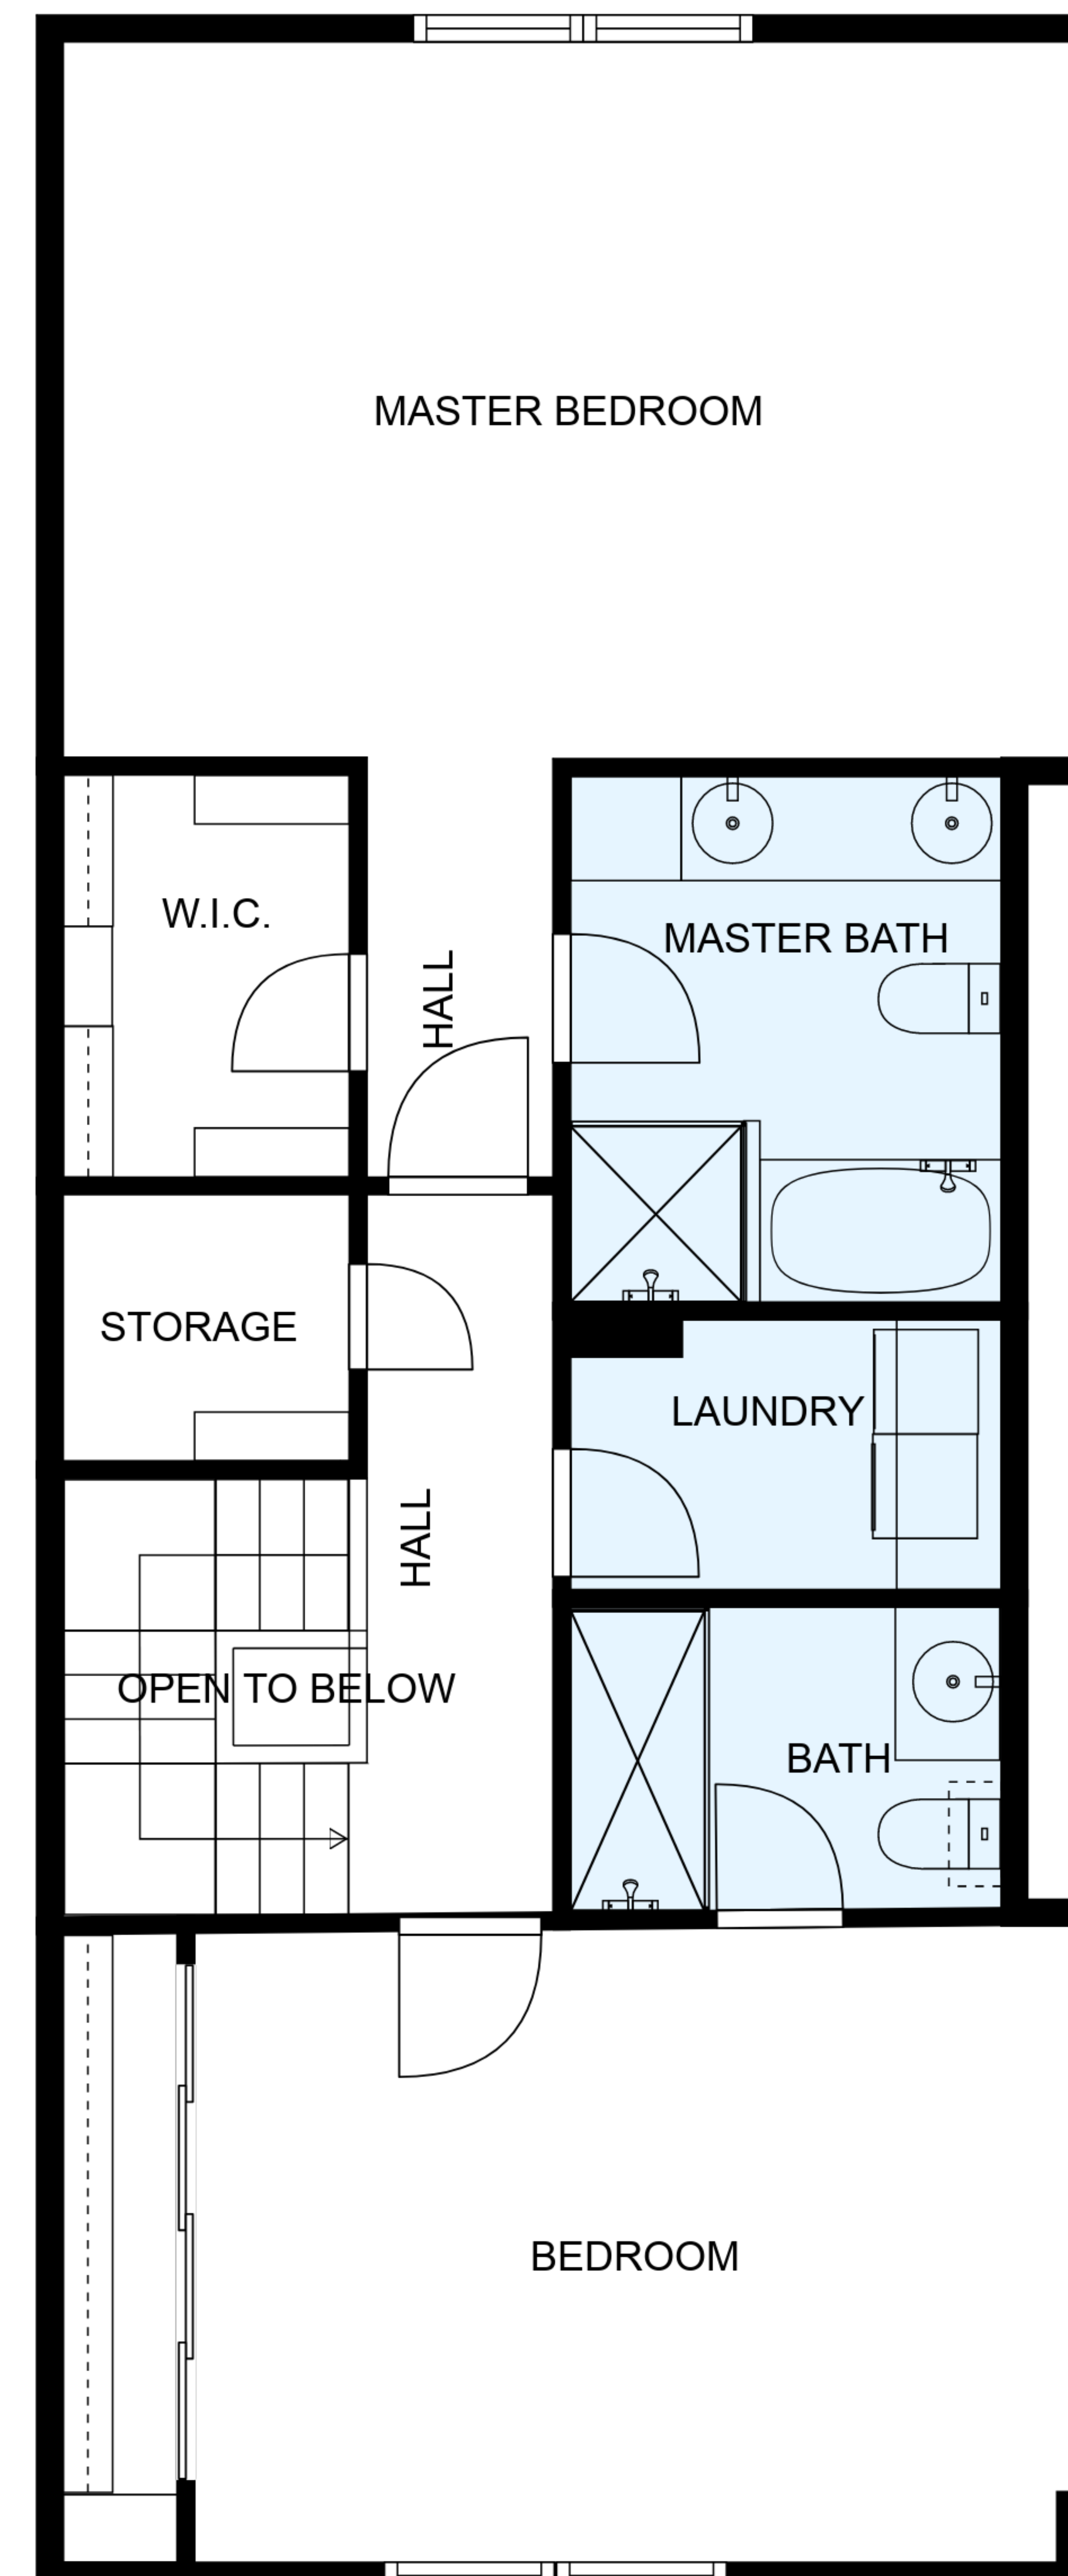 MASTER BEDROOM
W.I.C.
MASTER BATH
HALL
STORAGE
LAUNDRY
HALL
OPEN TO BELOW
BATH
BEDROOM